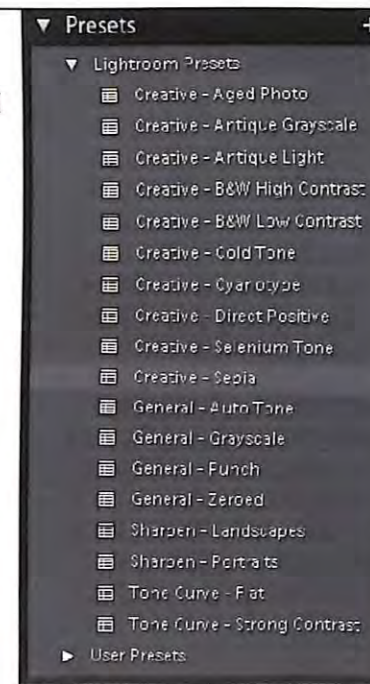 ▼ Presets +
▼ Lightroom Presets
Creative - Aged Photo
Creative - Antique Grayscale
Creative - Antique Light
Creative - B&W High Contrast
Creative - B&W Low Contrast
Creative - Cold Tone
Creative - Cyanotype
Creative - Direct Positive
Creative - Selenium Tone
Creative - Sepia
General - Auto Tone
General - Grayscale
General - Punch
General - Zeroed
Sharpen - Landscapes
Sharpen - Portraits
Tone Curve - Flat
Tone Curve - Strong Contrast
► User Presets